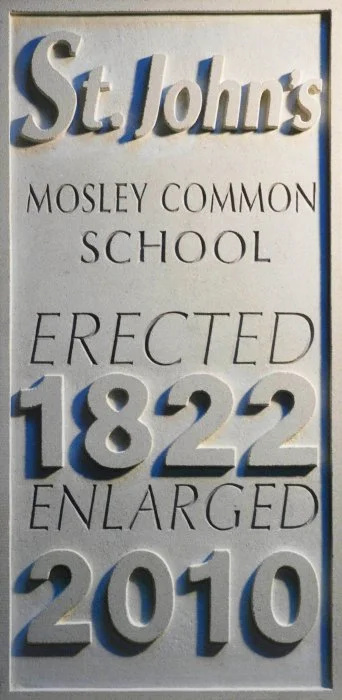 St. John's
MOSLEY COMMON
SCHOOL
ERECTED
1822
ENLARGED
2010